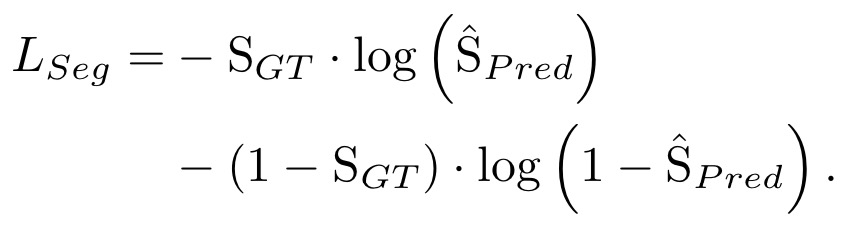 L_{Seg} = - S_{GT} · log(Ŝ_{Pred})
- (1 - S_{GT}) · log(1 - Ŝ_{Pred}).